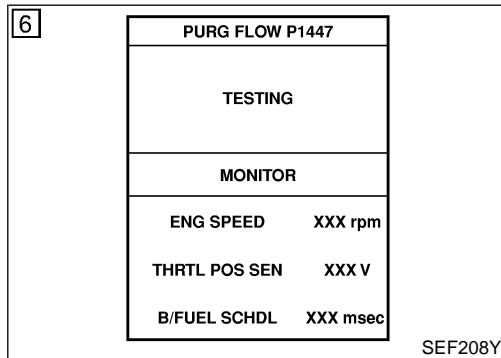 6
PURG FLOW P1447
TESTING
MONITOR
ENG SPEED XXX rpm
THRTL POS SEN XXX V
B/FUEL SCHDL XXX msec
SEF208Y